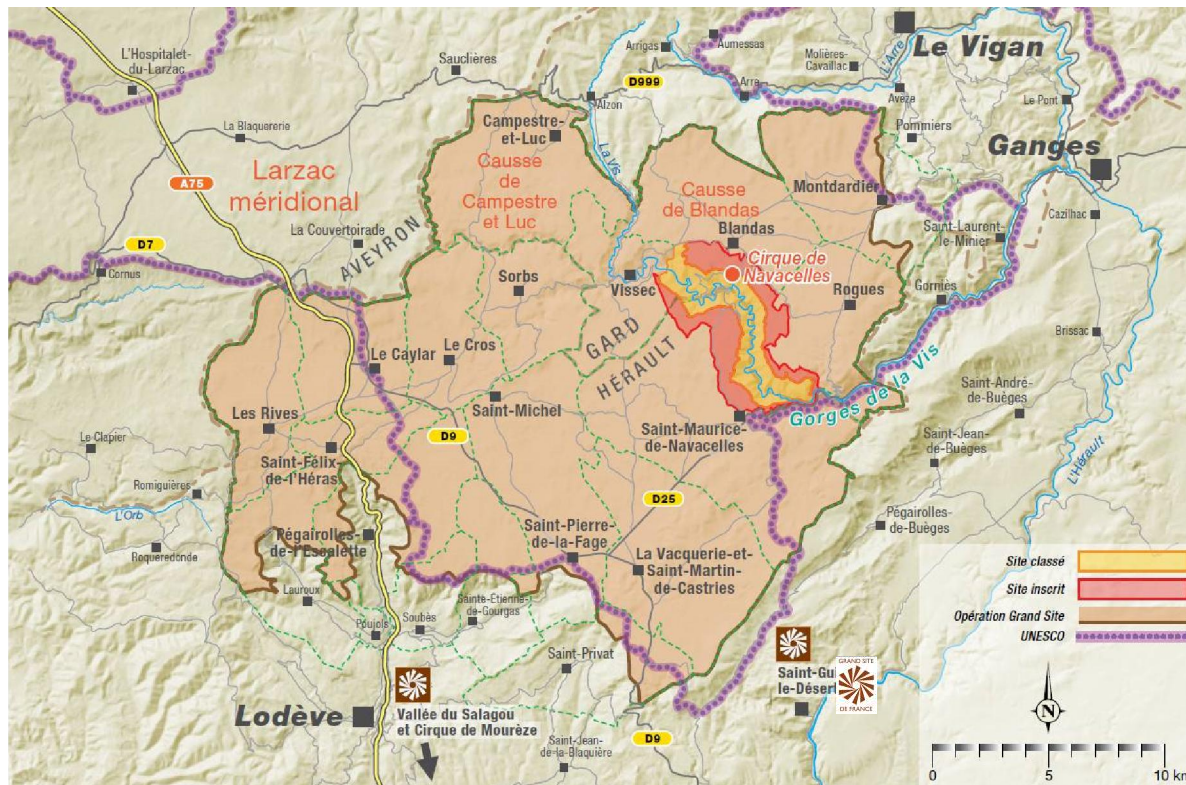 L'Hospitalet-
du-Larzac
Sauclières
Arrigas
Aumessas
Molières-
Cavaillac
L'Arre
Le Vigan
D999
Alzon
Arre
Avèze
Le Pont
La Blaquererie
Campestre-
et-Luc
La Vis
Pommiers
Ganges
Larzac
méridional
A75
Causse
de
Campestre
et Luc
Causse
de Blandas
Montdardier
Cazilhac
La Couvertoirade
AVEYRON
Blandas
Saint-Laurent-
le-Minier
D7
Cornus
Sorbs
Vissec
Cirque de
Navacelles
Rogues
Gorniès
Brissac
GARD
HÉRAULT
Le Caylar
Le Cros
Gorges de la Vis
Saint-André-
de-Buèges
Les Rives
Saint-Michel
Saint-Maurice-
de-Navacelles
Le Clapier
D9
Saint-Félix-
de-l'Héras
Saint-Jean-
de-Buèges
L'Hérault
Romiguières
L'Orb
D25
Roqueredonde
Pégairolles-
de-l'Escalette
Saint-Pierre-
de-la-Fage
Pégairolles-
de-Buèges
La Vacquerie-et-
Saint-Martin-
de-Castries
Lauroux
Poujols
Soubès
Sainte-Etienne-
de-Gourgas
Saint-Privat
Saint-Gui
le-Désert
GRAND SITE
DE FRANCE
Lodève
Vallée du Salagou
et Cirque de Mourèze
Saint-Jean-
de-la-Blaquière
D9
Site classé
Site inscrit
Opération Grand Site
UNESCO
N
0 5 10 km